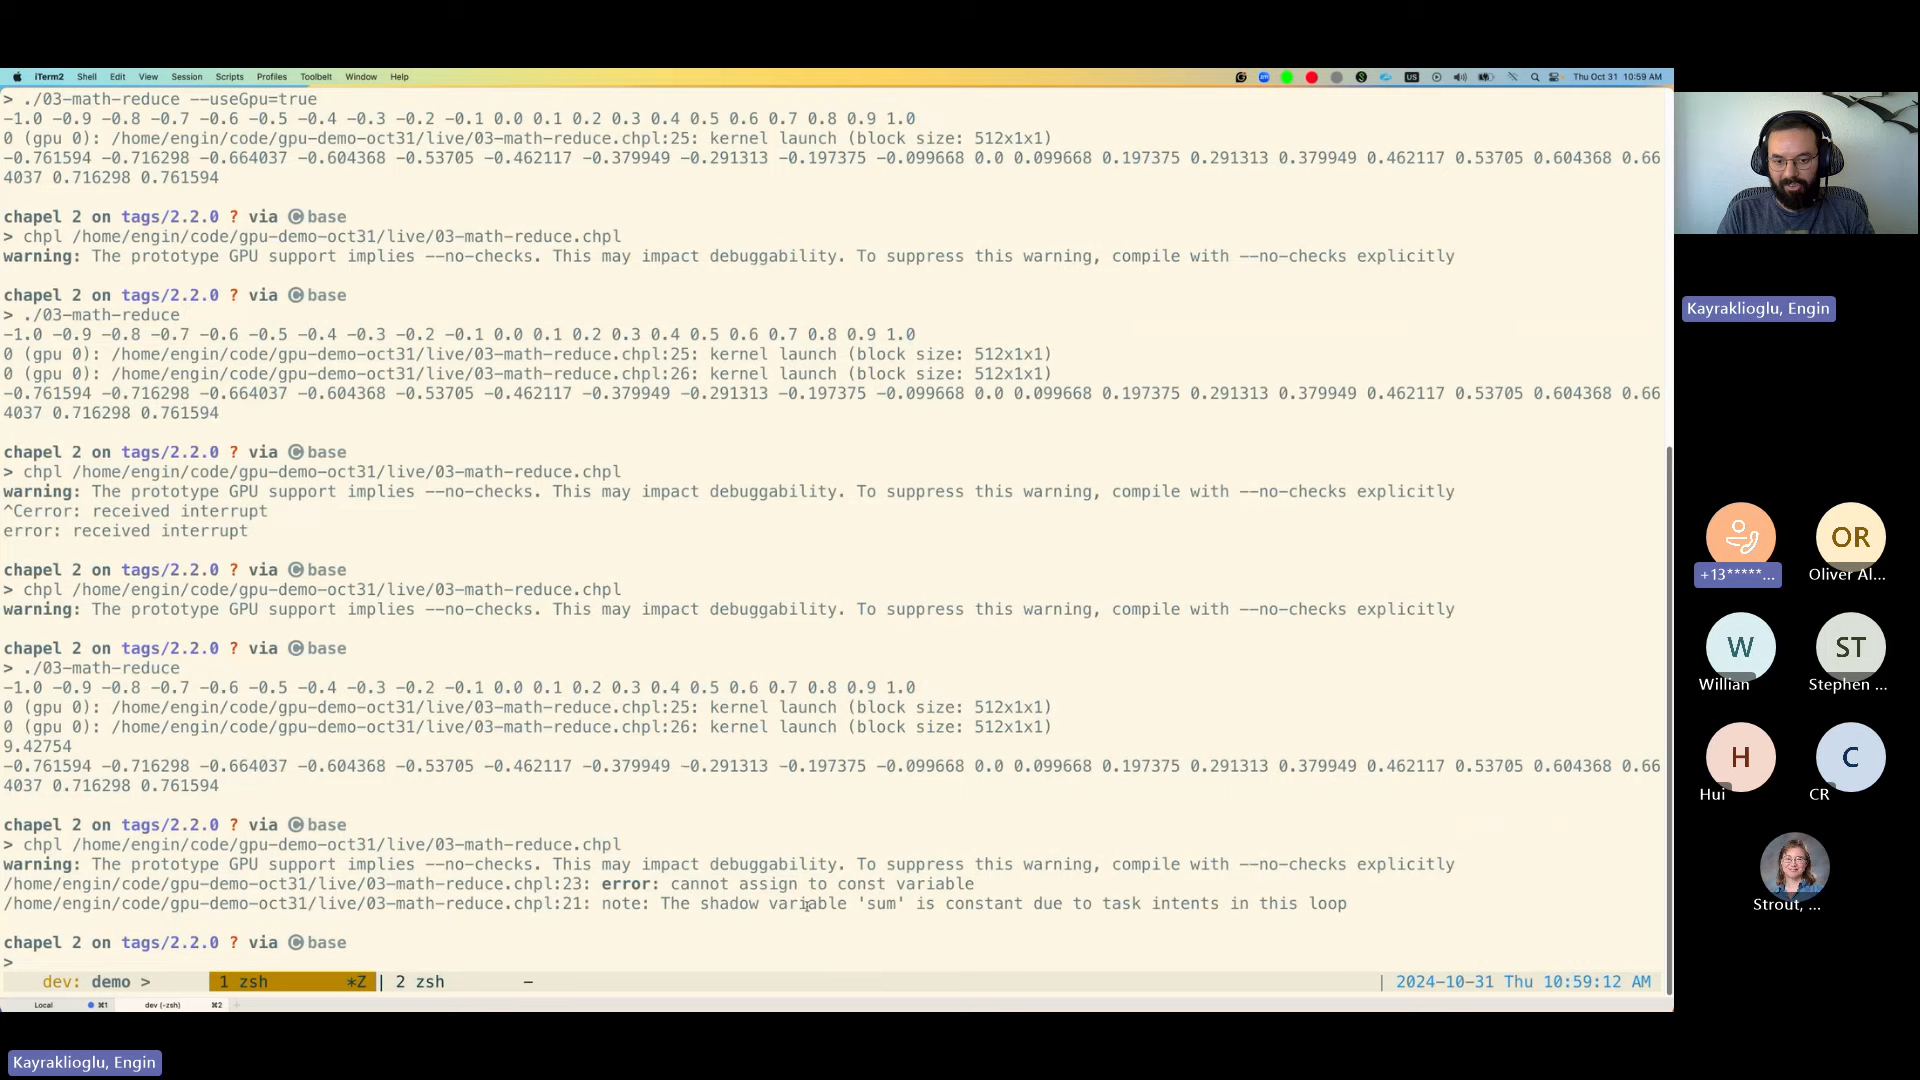 iTerm2 Shell Edit View Session Scripts Profiles Toolbelt Window Help US Thu Oct 31 10:59 AM
> ./03-math-reduce --useGpu=true
-1.0 -0.9 -0.8 -0.7 -0.6 -0.5 -0.4 -0.3 -0.2 -0.1 0.0 0.1 0.2 0.3 0.4 0.5 0.6 0.7 0.8 0.9 1.0
0 (gpu 0): /home/engin/code/gpu-demo-oct31/live/03-math-reduce.chpl:25: kernel launch (block size: 512x1x1)
-0.761594 -0.716298 -0.664037 -0.604368 -0.53705 -0.462117 -0.379949 -0.291313 -0.197375 -0.099668 0.0 0.099668 0.197375 0.291313 0.379949 0.462117 0.53705 0.604368 0.66
4037 0.716298 0.761594
chapel 2 on tags/2.2.0 ? via C base
> chpl /home/engin/code/gpu-demo-oct31/live/03-math-reduce.chpl
warning: The prototype GPU support implies --no-checks. This may impact debuggability. To suppress this warning, compile with --no-checks explicitly
chapel 2 on tags/2.2.0 ? via C base
> ./03-math-reduce
-1.0 -0.9 -0.8 -0.7 -0.6 -0.5 -0.4 -0.3 -0.2 -0.1 0.0 0.1 0.2 0.3 0.4 0.5 0.6 0.7 0.8 0.9 1.0
0 (gpu 0): /home/engin/code/gpu-demo-oct31/live/03-math-reduce.chpl:25: kernel launch (block size: 512x1x1)
0 (gpu 0): /home/engin/code/gpu-demo-oct31/live/03-math-reduce.chpl:26: kernel launch (block size: 512x1x1)
-0.761594 -0.716298 -0.664037 -0.604368 -0.53705 -0.462117 -0.379949 -0.291313 -0.197375 -0.099668 0.0 0.099668 0.197375 0.291313 0.379949 0.462117 0.53705 0.604368 0.66
4037 0.716298 0.761594
chapel 2 on tags/2.2.0 ? via C base
> chpl /home/engin/code/gpu-demo-oct31/live/03-math-reduce.chpl
warning: The prototype GPU support implies --no-checks. This may impact debuggability. To suppress this warning, compile with --no-checks explicitly
^Cerror: received interrupt
error: received interrupt
chapel 2 on tags/2.2.0 ? via C base
> chpl /home/engin/code/gpu-demo-oct31/live/03-math-reduce.chpl
warning: The prototype GPU support implies --no-checks. This may impact debuggability. To suppress this warning, compile with --no-checks explicitly
chapel 2 on tags/2.2.0 ? via C base
> ./03-math-reduce
-1.0 -0.9 -0.8 -0.7 -0.6 -0.5 -0.4 -0.3 -0.2 -0.1 0.0 0.1 0.2 0.3 0.4 0.5 0.6 0.7 0.8 0.9 1.0
0 (gpu 0): /home/engin/code/gpu-demo-oct31/live/03-math-reduce.chpl:25: kernel launch (block size: 512x1x1)
0 (gpu 0): /home/engin/code/gpu-demo-oct31/live/03-math-reduce.chpl:26: kernel launch (block size: 512x1x1)
9.42754
-0.761594 -0.716298 -0.664037 -0.604368 -0.53705 -0.462117 -0.379949 -0.291313 -0.197375 -0.099668 0.0 0.099668 0.197375 0.291313 0.379949 0.462117 0.53705 0.604368 0.66
4037 0.716298 0.761594
chapel 2 on tags/2.2.0 ? via C base
> chpl /home/engin/code/gpu-demo-oct31/live/03-math-reduce.chpl
warning: The prototype GPU support implies --no-checks. This may impact debuggability. To suppress this warning, compile with --no-checks explicitly
/home/engin/code/gpu-demo-oct31/live/03-math-reduce.chpl:23: error: cannot assign to const variable
/home/engin/code/gpu-demo-oct31/live/03-math-reduce.chpl:21: note: The shadow variable 'sum' is constant due to task intents in this loop
chapel 2 on tags/2.2.0 ? via C base
>
dev: demo > 1 zsh *Z| 2 zsh - | 2024-10-31 Thu 10:59:12 AM
Local ⌘1 dev (-zsh) ⌘2 +
Kayraklioglu, Engin
+13*****...
OR
Oliver Al...
W
Willian
ST
Stephen ...
H
Hui
C
CR
Strout, ...
Kayraklioglu, Engin